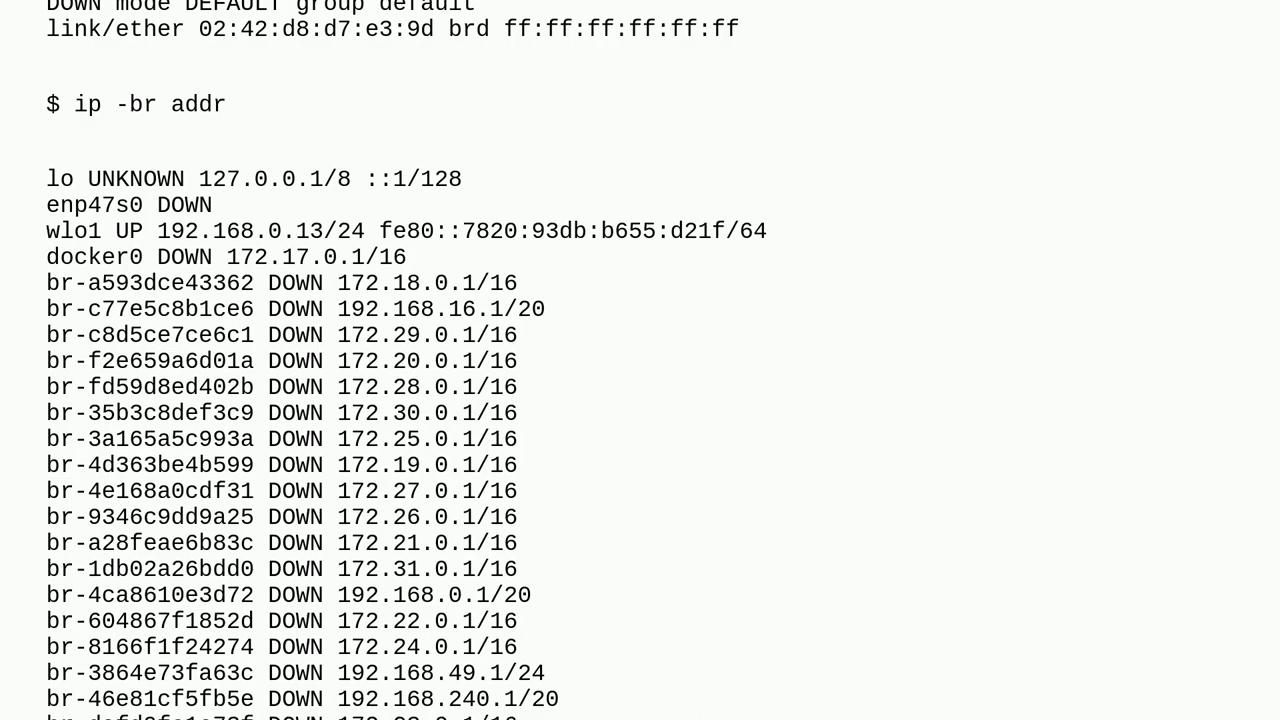 DOWN mode DEFAULT group default
link/ether 02:42:d8:d7:e3:9d brd ff:ff:ff:ff:ff:ff
$ ip -br addr
lo UNKNOWN 127.0.0.1/8 ::1/128
enp47s0 DOWN
wlo1 UP 192.168.0.13/24 fe80::7820:93db:b655:d21f/64
docker0 DOWN 172.17.0.1/16
br-a593dce43362 DOWN 172.18.0.1/16
br-c77e5c8b1ce6 DOWN 192.168.16.1/20
br-c8d5ce7ce6c1 DOWN 172.29.0.1/16
br-f2e659a6d01a DOWN 172.20.0.1/16
br-fd59d8ed402b DOWN 172.28.0.1/16
br-35b3c8def3c9 DOWN 172.30.0.1/16
br-3a165a5c993a DOWN 172.25.0.1/16
br-4d363be4b599 DOWN 172.19.0.1/16
br-4e168a0cdf31 DOWN 172.27.0.1/16
br-9346c9dd9a25 DOWN 172.26.0.1/16
br-a28feae6b83c DOWN 172.21.0.1/16
br-1db02a26bdd0 DOWN 172.31.0.1/16
br-4ca8610e3d72 DOWN 192.168.0.1/20
br-604867f1852d DOWN 172.22.0.1/16
br-8166f1f24274 DOWN 172.24.0.1/16
br-3864e73fa63c DOWN 192.168.49.1/24
br-46e81cf5fb5e DOWN 192.168.240.1/20
DOWN